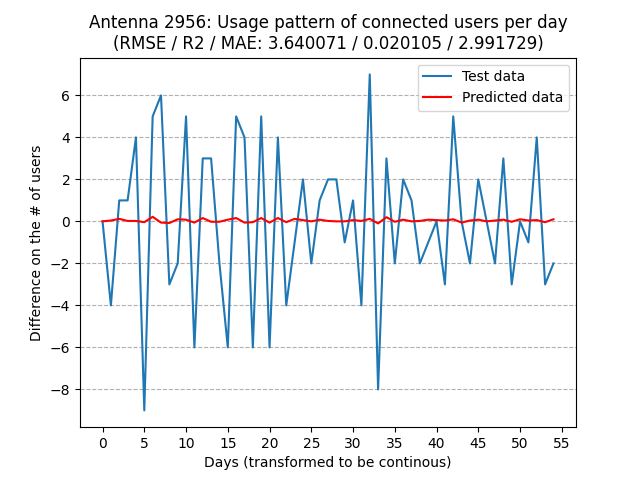 Antenna 2956: Usage pattern of connected users per day
(RMSE / R2 / MAE: 3.640071 / 0.020105 / 2.991729)
Test data
Predicted data
Difference on the # of users
6
4
2
0
−2
−4
−6
−8
0 5 10 15 20 25 30 35 40 45 50 55
Days (transformed to be continous)